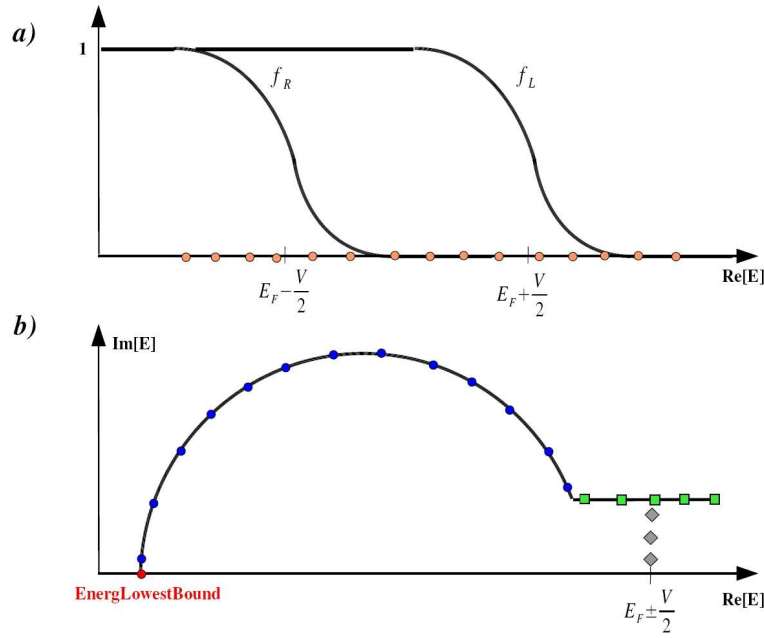 a)
1
f_R
f_L
E_F − V/2
E_F + V/2
Re[E]
b)
Im[E]
EnergLowestBound
E_F ± V/2
Re[E]